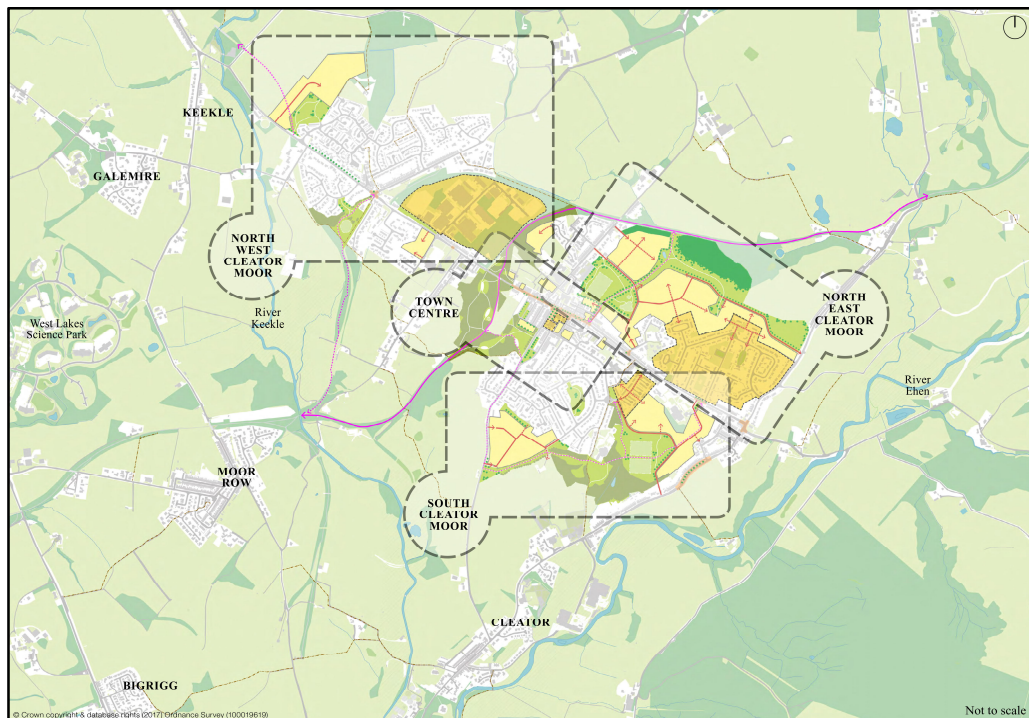 KEEKLE
GALEMIRE
NORTH
WEST
CLEATOR
MOOR
TOWN
CENTRE
NORTH
EAST
CLEATOR
MOOR
River
Keekle
West Lakes
Science Park
River
Ehen
MOOR
ROW
SOUTH
CLEATOR
MOOR
CLEATOR
BIGRIGG
© Crown copyright & database rights (2017) Ordnance Survey (100019619)
Not to scale